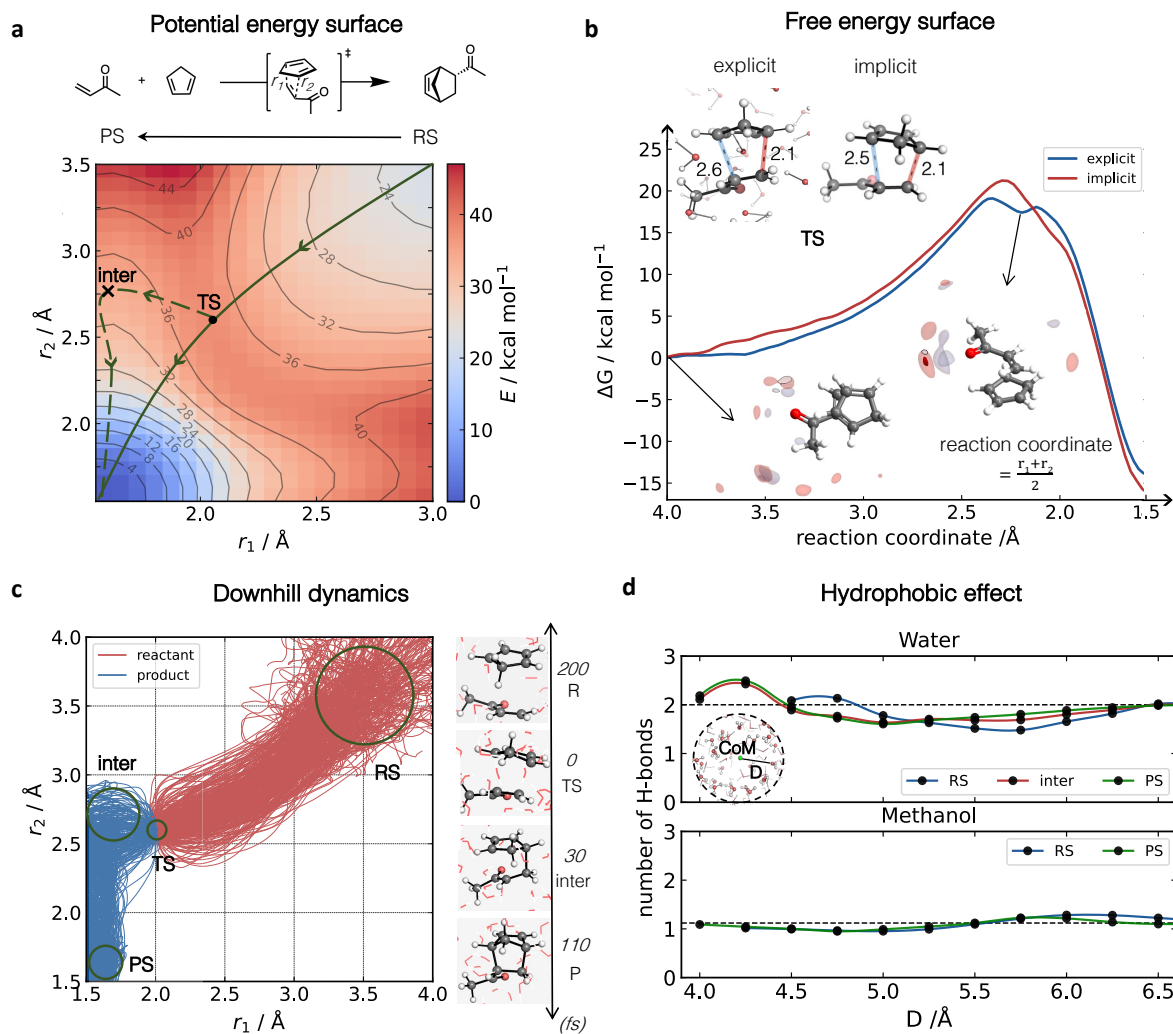 a
Potential energy surface
O
+
r1
r2
‡
O
PS
RS
3.5
3.0
2.5
2.0
r2 / Å
2.0
2.5
3.0
r1 / Å
inter
TS
44
40
36
32
28
24
20
16
12
8
4
24
28
32
36
40
40
30
20
10
0
E / kcal mol−1
b
Free energy surface
explicit
implicit
2.6
2.1
2.5
2.1
TS
explicit
implicit
25
20
15
10
5
0
−5
−10
−15
ΔG / kcal mol−1
reaction coordinate
= r1+r2
2
4.0
3.5
3.0
2.5
2.0
1.5
reaction coordinate /Å
c
Downhill dynamics
reactant
product
4.0
3.5
3.0
2.5
2.0
1.5
r2 / Å
inter
TS
RS
PS
1.5
2.0
2.5
3.0
3.5
4.0
r1 / Å
200
R
0
TS
30
inter
110
P
(fs)
d
Hydrophobic effect
Water
3
2
1
0
CoM
D
RS
inter
PS
Methanol
3
2
1
0
RS
PS
number of H-bonds
4.0
4.5
5.0
5.5
6.0
6.5
D /Å